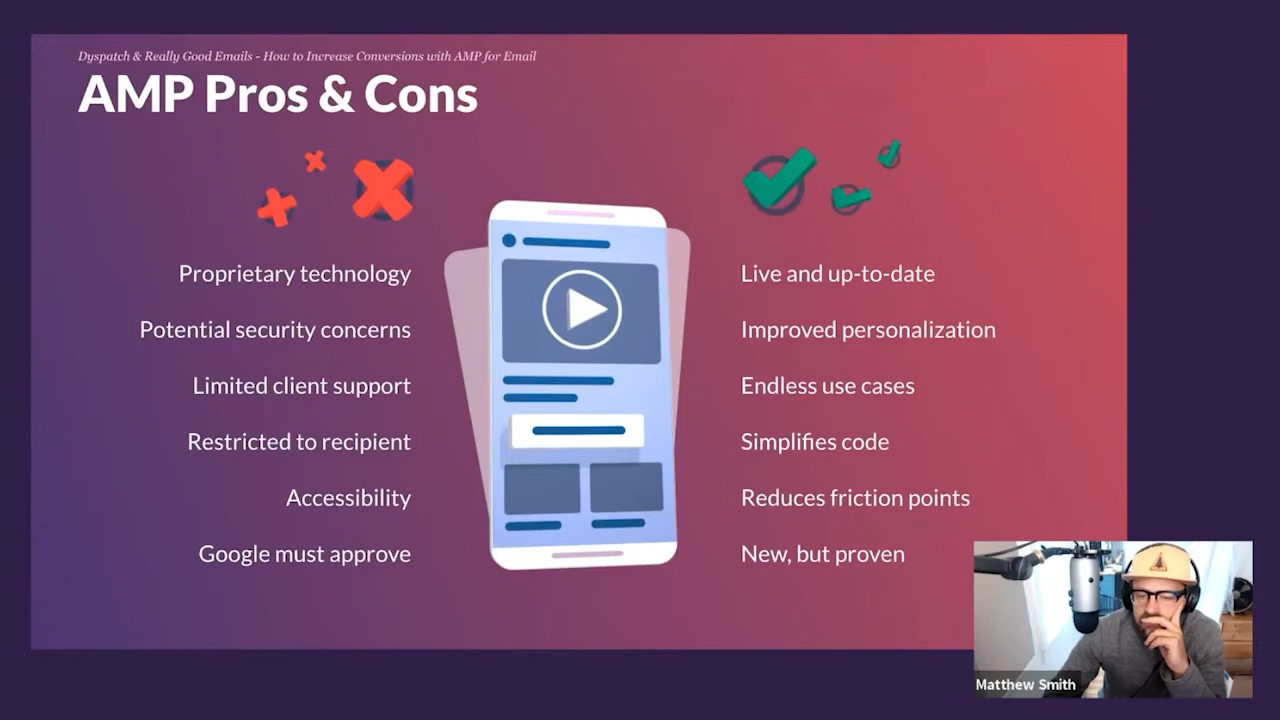 Dyspatch & Really Good Emails - How to Increase Conversions with AMP for Email
AMP Pros & Cons
Proprietary technology
Potential security concerns
Limited client support
Restricted to recipient
Accessibility
Google must approve
Live and up-to-date
Improved personalization
Endless use cases
Simplifies code
Reduces friction points
New, but proven
Matthew Smith